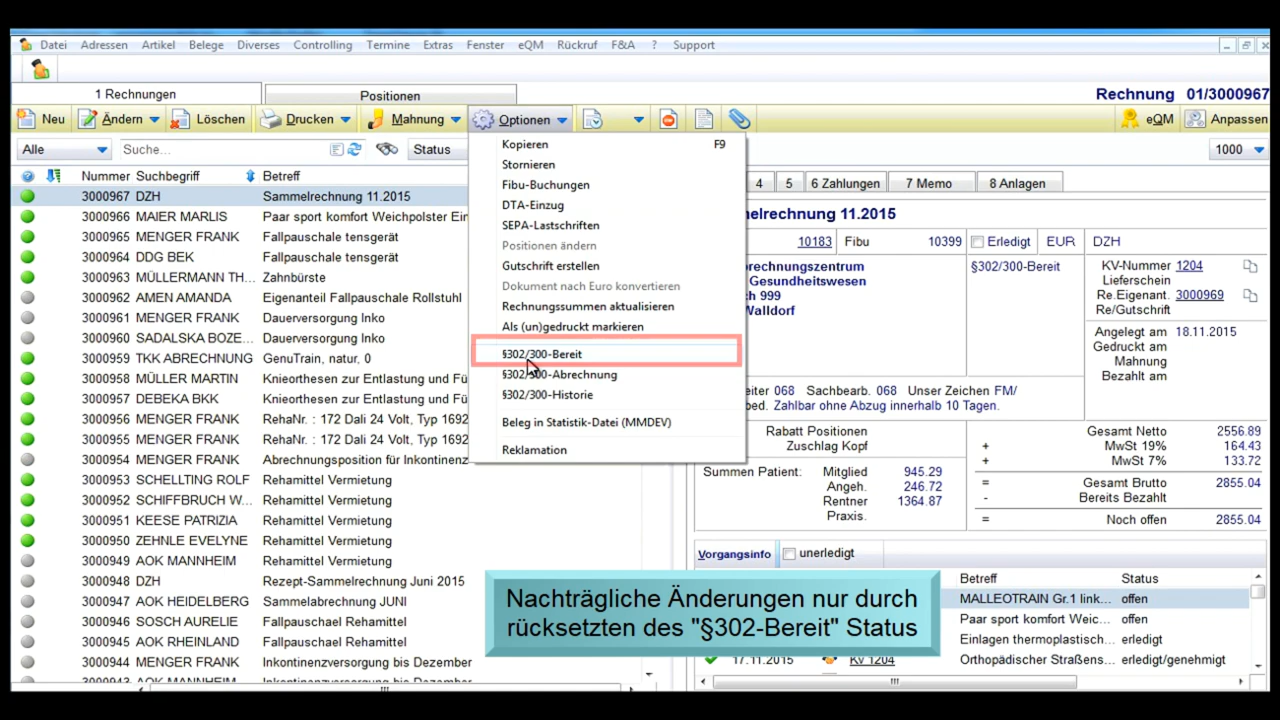 Datei Adressen Artikel Belege Diverses Controlling Termine Extras Fenster eQM Rückruf F&A ? Support
1 Rechnungen Positionen Rechnung 01/3000967
Neu Ändern Löschen Drucken Mahnung Optionen eQM Anpassen
Alle Suche... Status 1000
Nummer Suchbegriff Betreff
3000967 DZH Sammelrechnung 11.2015
3000966 MAIER MARLIS Paar sport komfort Weichpolster Ein
3000965 MENGER FRANK Fallpauschale tensgerät
3000964 DDG BEK Fallpauschale tensgerät
3000963 MÜLLERMANN TH... Zahnbürste
3000962 AMEN AMANDA Eigenanteil Fallpauschale Rollstuhl
3000961 MENGER FRANK Dauerversorgung Inko
3000960 SADALSKA BOZE... Dauerversorgung Inko
3000959 TKK ABRECHNUNG GenuTrain, natur, 0
3000958 MÜLLER MARTIN Knieorthesen zur Entlastung und Fü
3000957 DEBEKA BKK Knieorthesen zur Entlastung und Fü
3000956 MENGER FRANK RehaNr. : 172 Dali 24 Volt, Typ 1692
3000955 MENGER FRANK RehaNr. : 172 Dali 24 Volt, Typ 1692
3000954 MENGER FRANK Abrechnungsposition für Inkontinenz
3000953 SCHELLTING ROLF Rehamittel Vermietung
3000952 SCHIFFBRUCH W... Rehamittel Vermietung
3000951 KEESE PATRIZIA Rehamittel Vermietung
3000950 ZEHNLE EVELYNE Rehamittel Vermietung
3000949 AOK MANNHEIM Rehamittel Vermietung
3000948 DZH Rezept-Sammelrechnung Juni 2015
3000947 AOK HEIDELBERG Sammelabrechnung JUNI
3000946 SOSCH AURELIE Fallpauschael Rehamittel
3000945 AOK RHEINLAND Fallpauschael Rehamittel
3000944 MENGER FRANK Inkontinenzversorgung bis Dezember
3000943 AOK MANNHEIM Inkontinenzversorgung bis Dezember
Kopieren F9
Stornieren
Fibu-Buchungen
DTA-Einzug
SEPA-Lastschriften
Positionen ändern
Gutschrift erstellen
Dokument nach Euro konvertieren
Rechnungssummen aktualisieren
Als (un)gedruckt markieren
§302/300-Bereit
§302/300-Abrechnung
§302/300-Historie
Beleg in Statistik-Datei (MMDEV)
Reklamation
4 5 6 Zahlungen 7 Memo 8 Anlagen
elrechnung 11.2015
10183 Fibu 10399 Erledigt EUR DZH
rechnungszentrum
Gesundheitswesen
ch 999
Walldorf
§302/300-Bereit
KV-Nummer 1204
Lieferschein
Re.Eigenant. 3000969
Re/Gutschrift
Angelegt am 18.11.2015
Gedruckt am
Mahnung
Bezahlt am
eiter 068 Sachbearb. 068 Unser Zeichen FM/
bed. Zahlbar ohne Abzug innerhalb 10 Tagen.
Rabatt Positionen
Zuschlag Kopf
Summen Patient: Mitglied 945.29
Angeh. 246.72
Rentner 1364.87
Praxis.
Gesamt Netto 2556.89
+ MwSt 19% 164.43
+ MwSt 7% 133.72
= Gesamt Brutto 2855.04
- Bereits Bezahlt
= Noch offen 2855.04
Vorgangsinfo unerledigt
Betreff Status
MALLEOTRAIN Gr.1 link... offen
Paar sport komfort Weic... offen
Einlagen thermoplastisch... erledigt
17.11.2015 KV 1204 Orthopädischer Straßens... erledigt/genehmigt
Nachträgliche Änderungen nur durch
rücksetzten des "§302-Bereit" Status